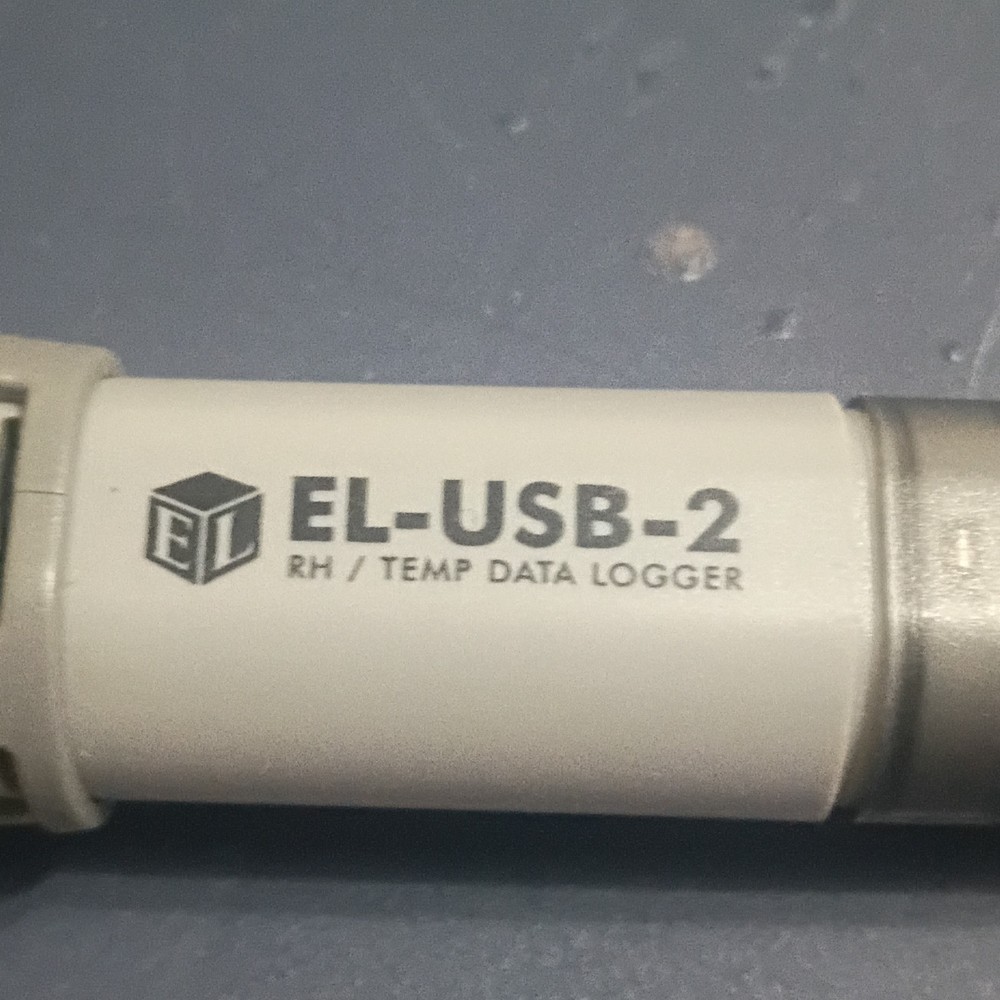 EL EL-USB-2
RH / TEMP DATA LOGGER